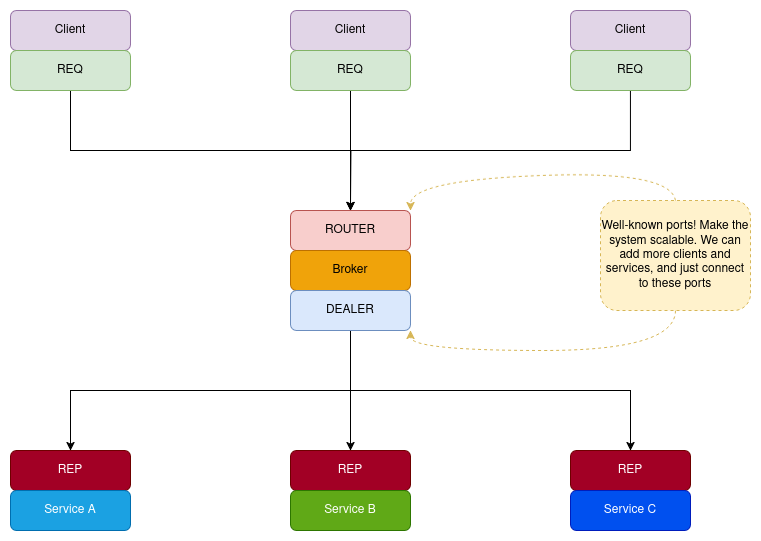 Client
Client
Client
REQ
REQ
REQ
ROUTER
Broker
DEALER
Well-known ports! Make the
system scalable. We can
add more clients and
services, and just connect
to these ports
REP
REP
REP
Service A
Service B
Service C